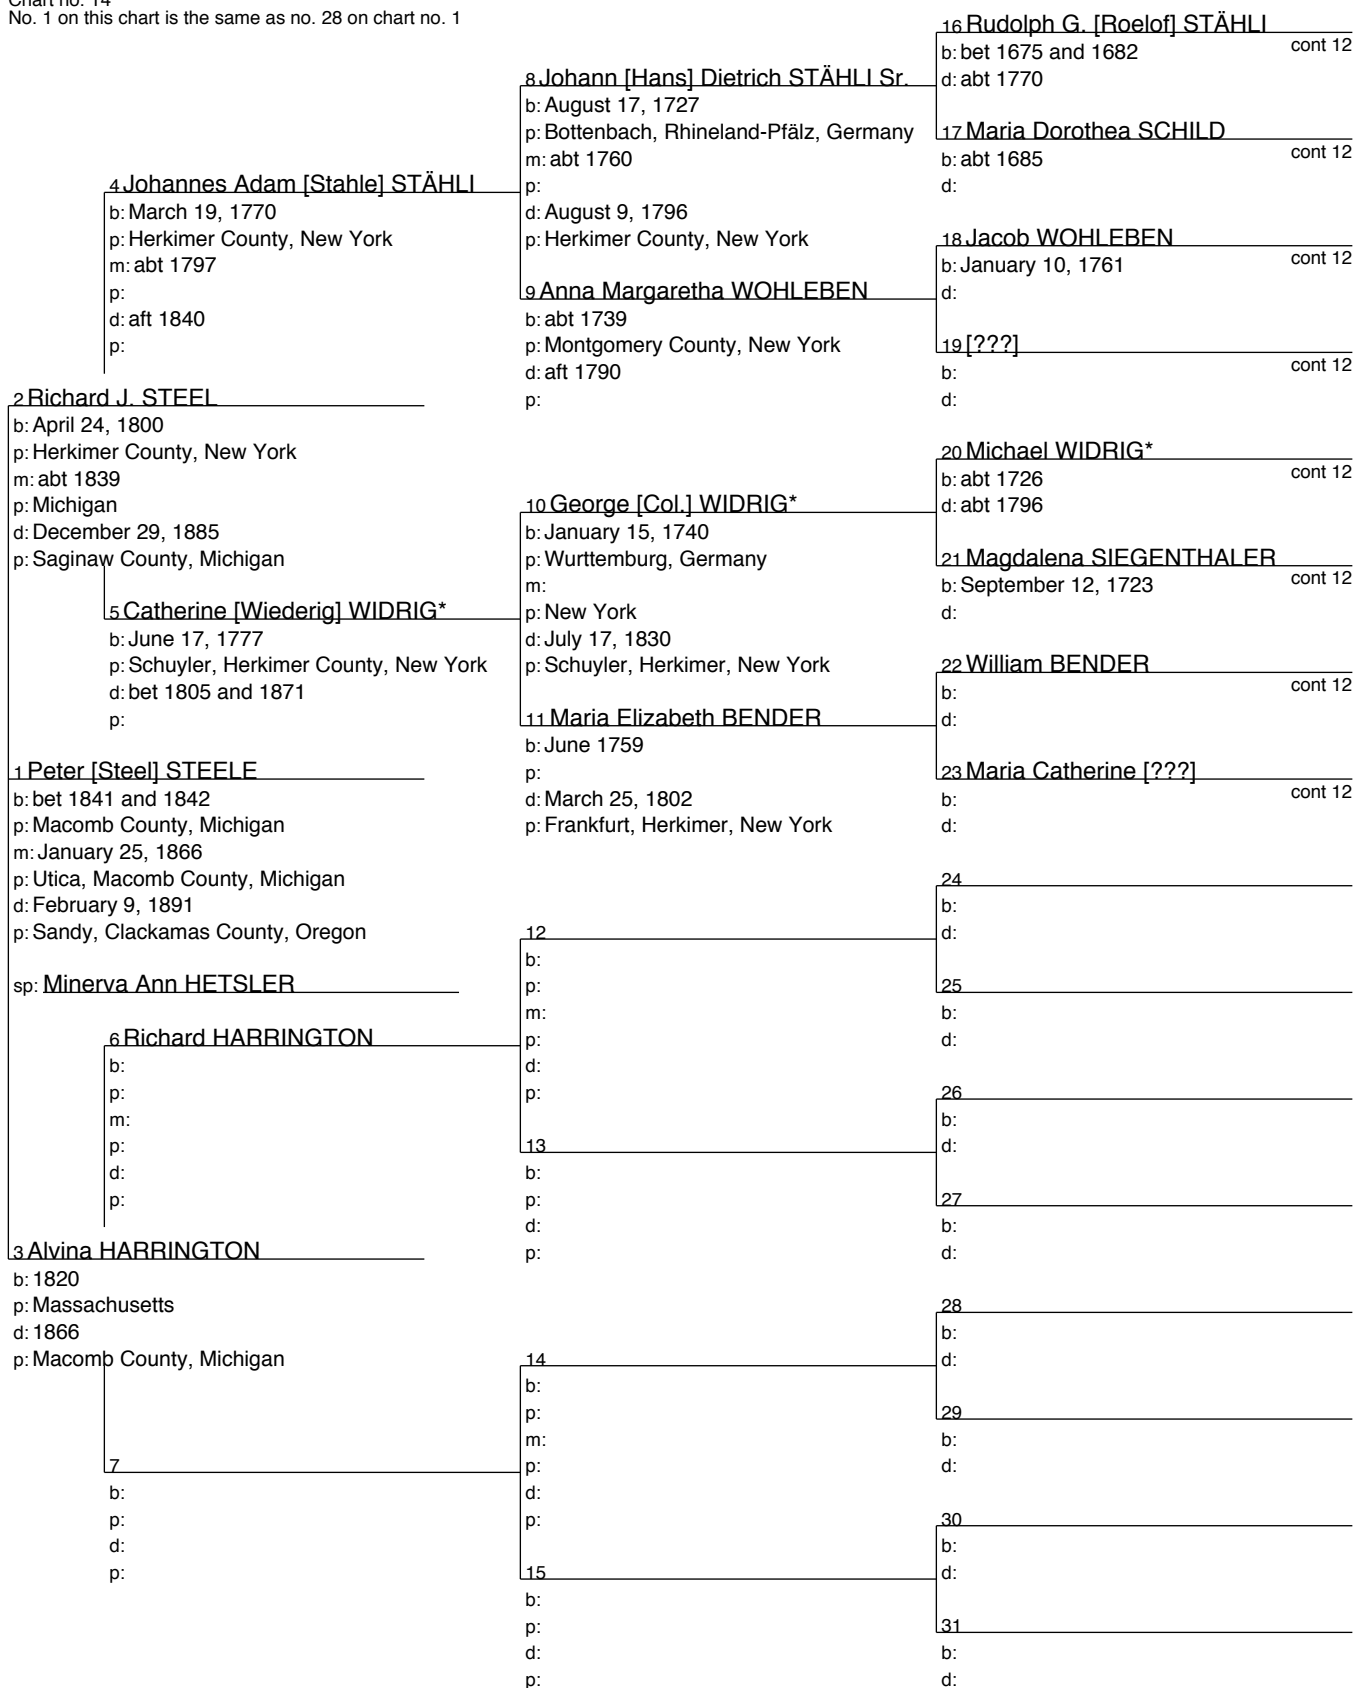 Chart no. 14
No. 1 on this chart is the same as no. 28 on chart no. 1
16 Rudolph G. [Roelof] STÄHLI
cont 12
b: bet 1675 and 1682
d: abt 1770
8 Johann [Hans] Dietrich STÄHLI Sr.
b: August 17, 1727
p: Bottenbach, Rhineland-Pfälz, Germany
m: abt 1760
p:
d: August 9, 1796
p: Herkimer County, New York
17 Maria Dorothea SCHILD
cont 12
b: abt 1685
d:
4 Johannes Adam [Stahle] STÄHLI
b: March 19, 1770
p: Herkimer County, New York
m: abt 1797
p:
d: aft 1840
p:
18 Jacob WOHLEBEN
cont 12
b: January 10, 1761
d:
9 Anna Margaretha WOHLEBEN
b: abt 1739
p: Montgomery County, New York
d: aft 1790
p:
19 [???]
cont 12
b:
d:
2 Richard J. STEEL
b: April 24, 1800
p: Herkimer County, New York
m: abt 1839
p: Michigan
d: December 29, 1885
p: Saginaw County, Michigan
20 Michael WIDRIG*
cont 12
b: abt 1726
d: abt 1796
10 George [Col.] WIDRIG*
b: January 15, 1740
p: Wurttemburg, Germany
m:
p: New York
d: July 17, 1830
p: Schuyler, Herkimer, New York
21 Magdalena SIEGENTHALER
cont 12
b: September 12, 1723
d:
5 Catherine [Wiederig] WIDRIG*
b: June 17, 1777
p: Schuyler, Herkimer County, New York
d: bet 1805 and 1871
p:
22 William BENDER
cont 12
b:
d:
11 Maria Elizabeth BENDER
b: June 1759
p:
d: March 25, 1802
p: Frankfurt, Herkimer, New York
23 Maria Catherine [???]
cont 12
b:
d:
1 Peter [Steel] STEELE
b: bet 1841 and 1842
p: Macomb County, Michigan
m: January 25, 1866
p: Utica, Macomb County, Michigan
d: February 9, 1891
p: Sandy, Clackamas County, Oregon
sp: Minerva Ann HETSLER
24
b:
d:
12
b:
p:
m:
p:
d:
p:
25
b:
d:
6 Richard HARRINGTON
b:
p:
m:
p:
d:
p:
26
b:
d:
13
b:
p:
d:
p:
27
b:
d:
3 Alvina HARRINGTON
b: 1820
p: Massachusetts
d: 1866
p: Macomb County, Michigan
28
b:
d:
14
b:
p:
m:
p:
d:
p:
29
b:
d:
7
b:
p:
d:
p:
30
b:
d:
15
b:
p:
d:
p:
31
b:
d: